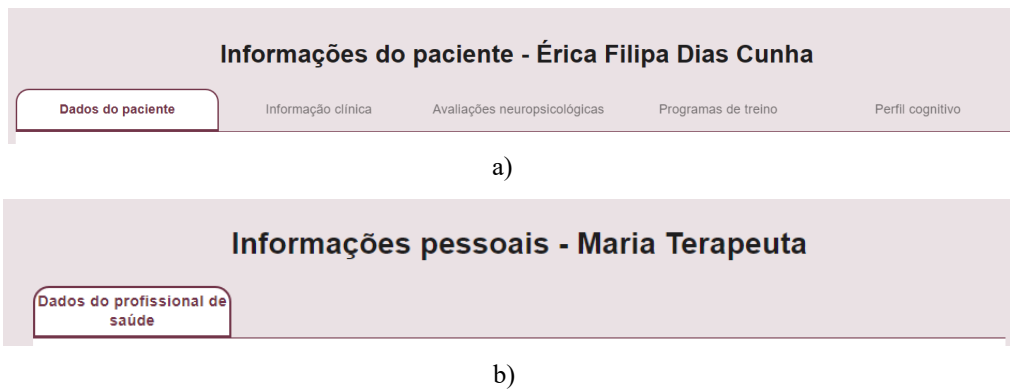 Informações do paciente - Érica Filipa Dias Cunha
Dados do paciente Informação clínica Avaliações neuropsicológicas Programas de treino Perfil cognitivo
a)
Informações pessoais - Maria Terapeuta
Dados do profissional de
saúde
b)